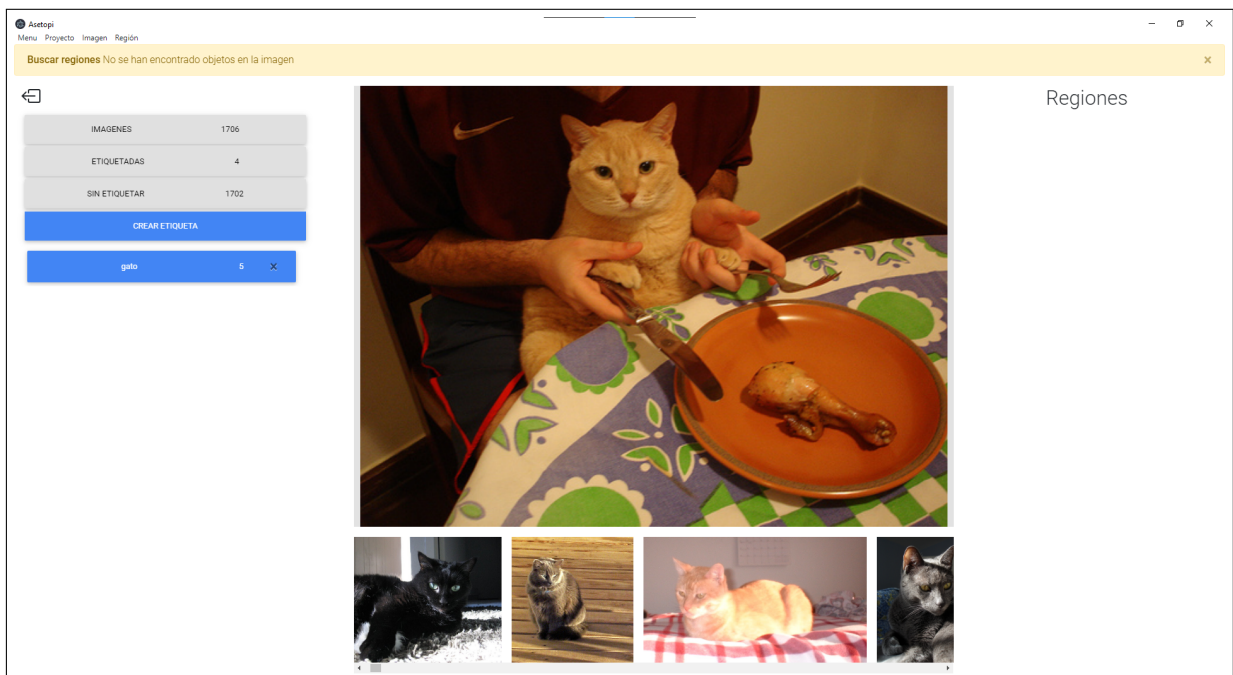 Asetopi
Menu Proyecto Imagen Región
Buscar regiones No se han encontrado objetos en la imagen ×
IMAGENES 1706
ETIQUETADAS 4
SIN ETIQUETAR 1702
CREAR ETIQUETA
gato 5 X
Regiones